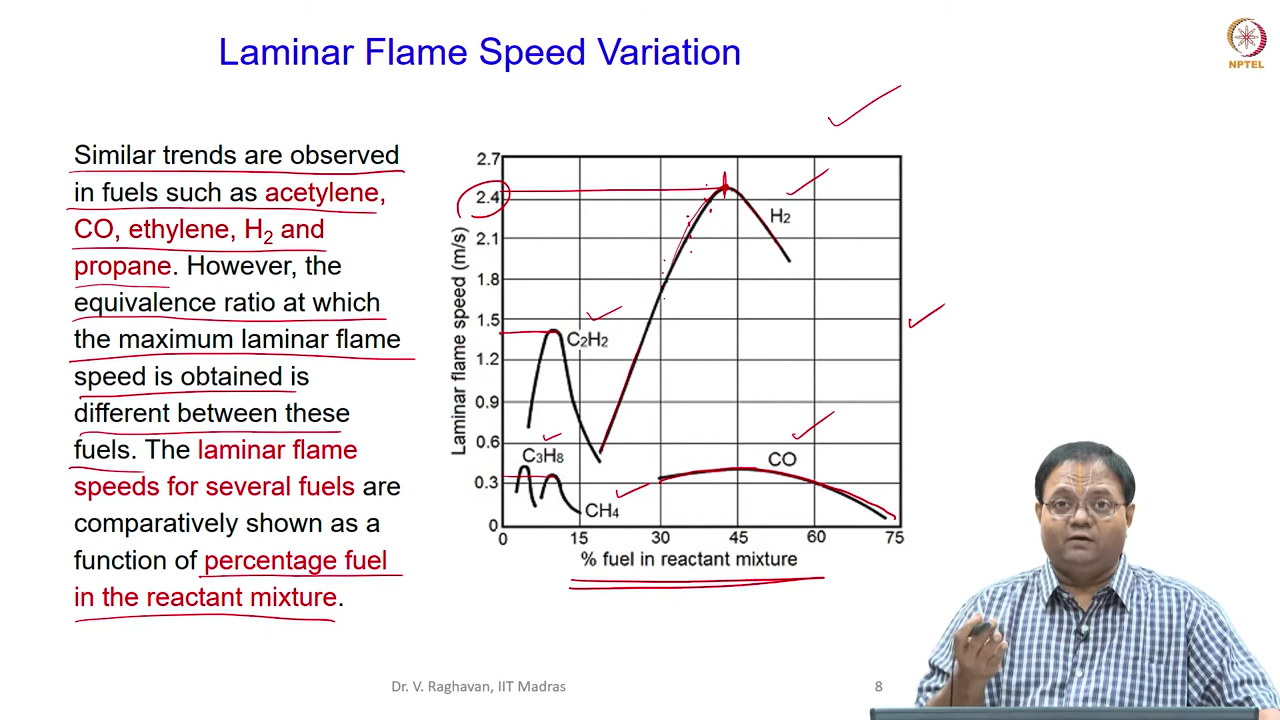 Laminar Flame Speed Variation
NPTEL
Similar trends are observed
in fuels such as acetylene,
CO, ethylene, H2 and
propane. However, the
equivalence ratio at which
the maximum laminar flame
speed is obtained is
different between these
fuels. The laminar flame
speeds for several fuels are
comparatively shown as a
function of percentage fuel
in the reactant mixture.
Laminar flame speed (m/s)
2.7
2.4
2.1
1.8
1.5
1.2
0.9
0.6
0.3
0
H2
C2H2
C3H8
CH4
CO
0 15 30 45 60 75
% fuel in reactant mixture
Dr. V. Raghavan, IIT Madras
8